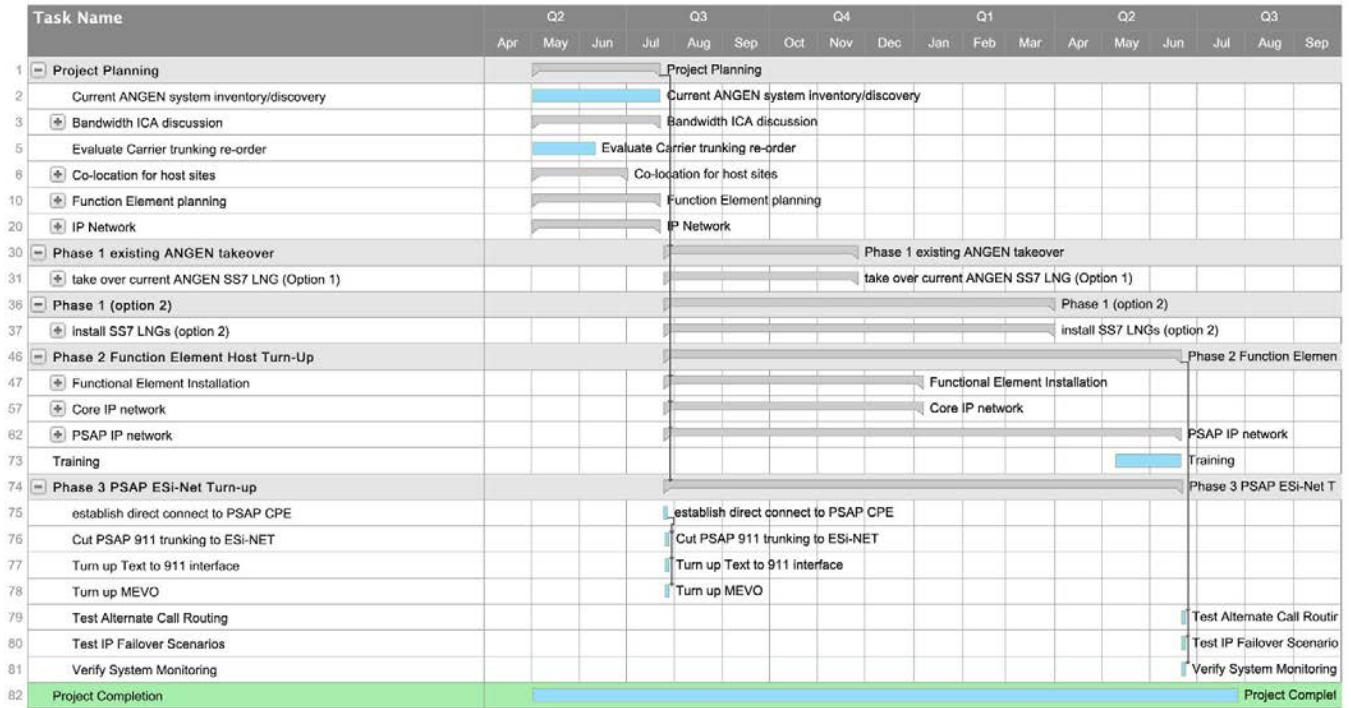 Task Name Q2 Q3 Q4 Q1 Q2 Q3
Apr May Jun Jul Aug Sep Oct Nov Dec Jan Feb Mar Apr May Jun Jul Aug Sep
1 Project Planning Project Planning
2 Current ANGEN system inventory/discovery Current ANGEN system inventory/discovery
3 Bandwidth ICA discussion Bandwidth ICA discussion
5 Evaluate Carrier trunking re-order Evaluate Carrier trunking re-order
6 Co-location for host sites Co-location for host sites
10 Function Element planning Function Element planning
20 IP Network IP Network
30 Phase 1 existing ANGEN takeover Phase 1 existing ANGEN takeover
31 take over current ANGEN SS7 LNG (Option 1) take over current ANGEN SS7 LNG (Option 1)
36 Phase 1 (option 2) Phase 1 (option 2)
37 install SS7 LNGs (option 2) install SS7 LNGs (option 2)
46 Phase 2 Function Element Host Turn-Up Phase 2 Function Elemen
47 Functional Element Installation Functional Element Installation
57 Core IP network Core IP network
62 PSAP IP network PSAP IP network
73 Training Training
74 Phase 3 PSAP ESi-Net Turn-up Phase 3 PSAP ESi-Net T
75 establish direct connect to PSAP CPE establish direct connect to PSAP CPE
76 Cut PSAP 911 trunking to ESi-NET Cut PSAP 911 trunking to ESi-NET
77 Turn up Text to 911 interface Turn up Text to 911 interface
78 Turn up MEVO Turn up MEVO
79 Test Alternate Call Routing Test Alternate Call Routir
80 Test IP Failover Scenarios Test IP Failover Scenario
81 Verify System Monitoring Verify System Monitoring
82 Project Completion Project Complet